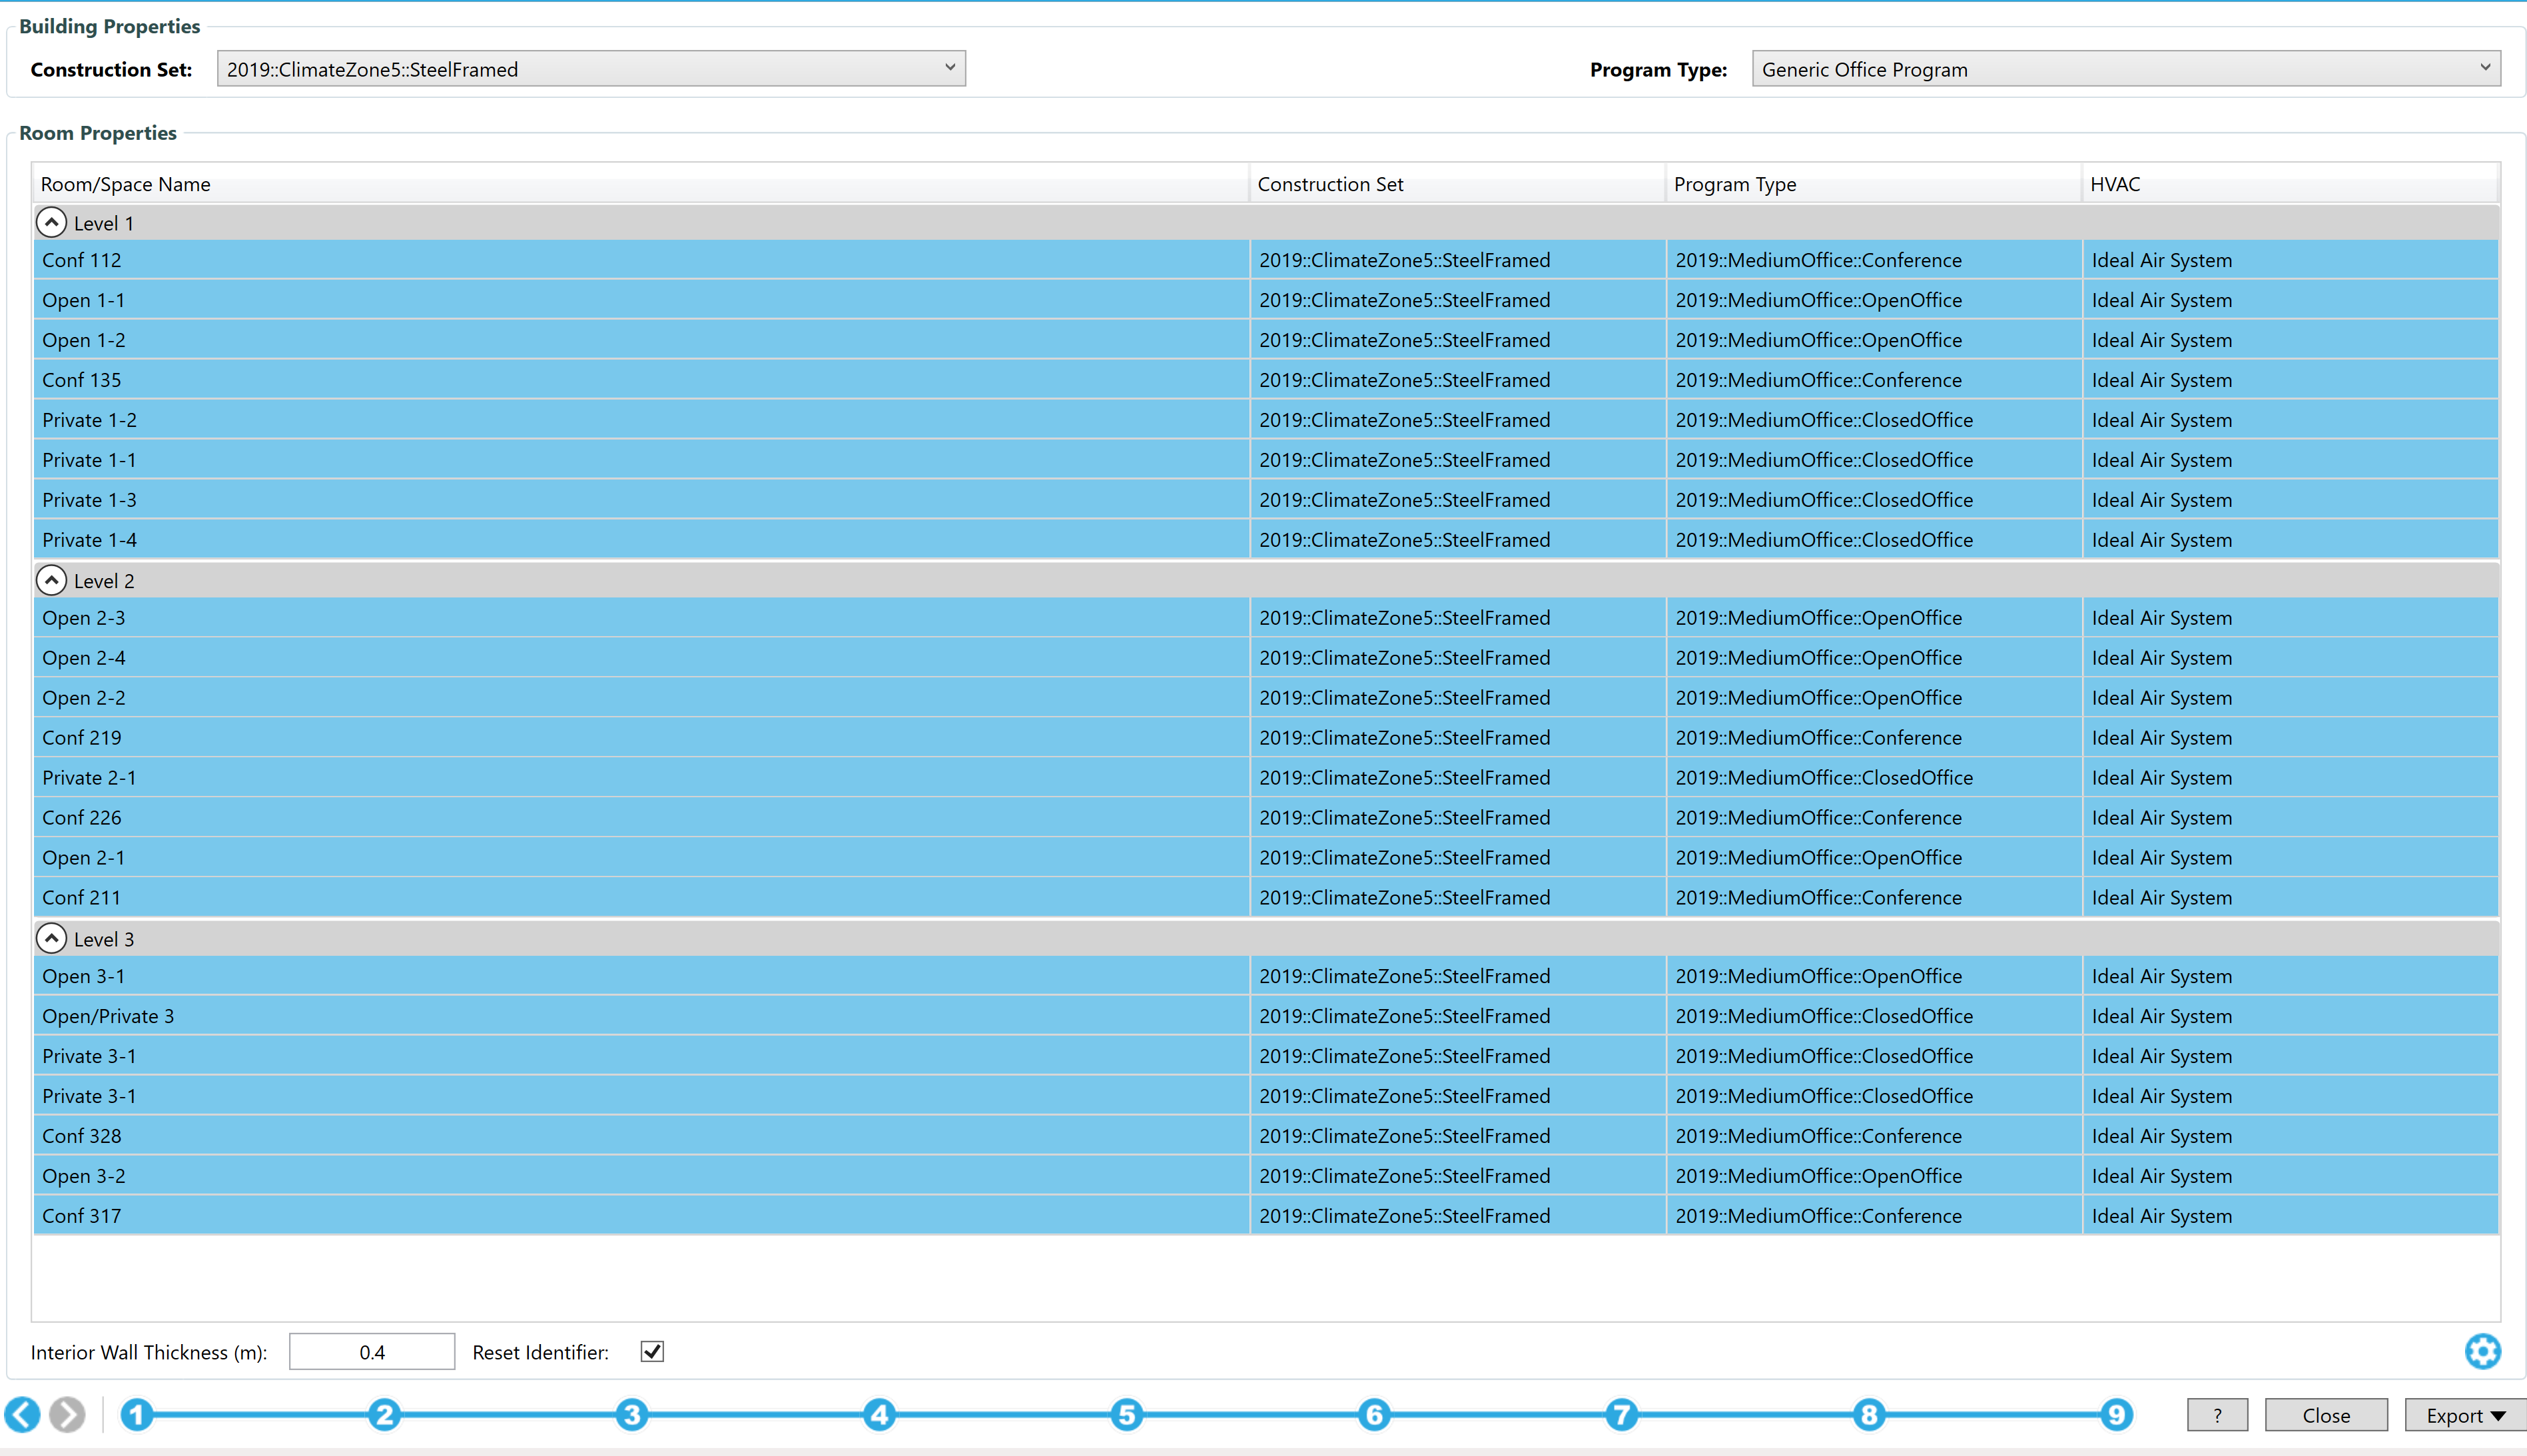 Building Properties
Construction Set: 2019::ClimateZone5::SteelFramed Program Type: Generic Office Program
Room Properties
Room/Space Name Construction Set Program Type HVAC
Level 1
Conf 112 2019::ClimateZone5::SteelFramed 2019::MediumOffice::Conference Ideal Air System
Open 1-1 2019::ClimateZone5::SteelFramed 2019::MediumOffice::OpenOffice Ideal Air System
Open 1-2 2019::ClimateZone5::SteelFramed 2019::MediumOffice::OpenOffice Ideal Air System
Conf 135 2019::ClimateZone5::SteelFramed 2019::MediumOffice::Conference Ideal Air System
Private 1-2 2019::ClimateZone5::SteelFramed 2019::MediumOffice::ClosedOffice Ideal Air System
Private 1-1 2019::ClimateZone5::SteelFramed 2019::MediumOffice::ClosedOffice Ideal Air System
Private 1-3 2019::ClimateZone5::SteelFramed 2019::MediumOffice::ClosedOffice Ideal Air System
Private 1-4 2019::ClimateZone5::SteelFramed 2019::MediumOffice::ClosedOffice Ideal Air System
Level 2
Open 2-3 2019::ClimateZone5::SteelFramed 2019::MediumOffice::OpenOffice Ideal Air System
Open 2-4 2019::ClimateZone5::SteelFramed 2019::MediumOffice::OpenOffice Ideal Air System
Open 2-2 2019::ClimateZone5::SteelFramed 2019::MediumOffice::OpenOffice Ideal Air System
Conf 219 2019::ClimateZone5::SteelFramed 2019::MediumOffice::Conference Ideal Air System
Private 2-1 2019::ClimateZone5::SteelFramed 2019::MediumOffice::ClosedOffice Ideal Air System
Conf 226 2019::ClimateZone5::SteelFramed 2019::MediumOffice::Conference Ideal Air System
Open 2-1 2019::ClimateZone5::SteelFramed 2019::MediumOffice::OpenOffice Ideal Air System
Conf 211 2019::ClimateZone5::SteelFramed 2019::MediumOffice::Conference Ideal Air System
Level 3
Open 3-1 2019::ClimateZone5::SteelFramed 2019::MediumOffice::OpenOffice Ideal Air System
Open/Private 3 2019::ClimateZone5::SteelFramed 2019::MediumOffice::ClosedOffice Ideal Air System
Private 3-1 2019::ClimateZone5::SteelFramed 2019::MediumOffice::ClosedOffice Ideal Air System
Private 3-1 2019::ClimateZone5::SteelFramed 2019::MediumOffice::ClosedOffice Ideal Air System
Conf 328 2019::ClimateZone5::SteelFramed 2019::MediumOffice::Conference Ideal Air System
Open 3-2 2019::ClimateZone5::SteelFramed 2019::MediumOffice::OpenOffice Ideal Air System
Conf 317 2019::ClimateZone5::SteelFramed 2019::MediumOffice::Conference Ideal Air System
Interior Wall Thickness (m): 0.4 Reset Identifier:
1 2 3 4 5 6 7 8 9 ? Close Export